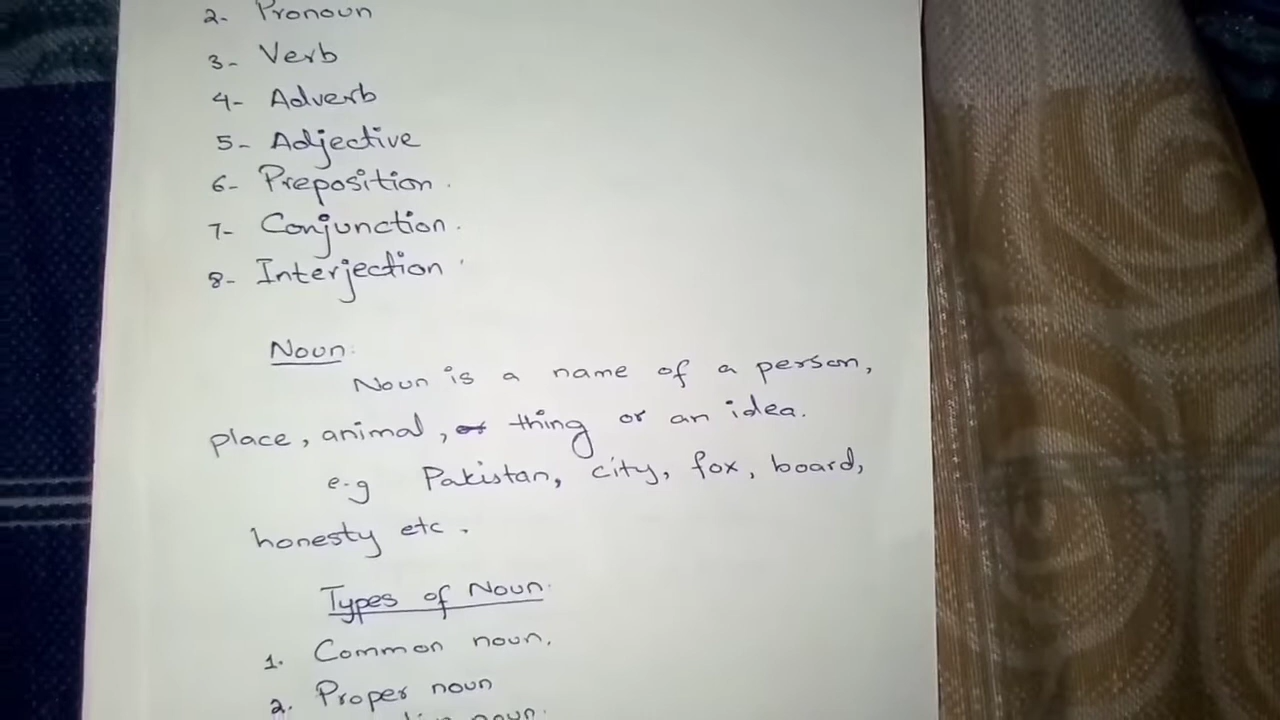 2- Pronoun
3- Verb
4- Adverb
5- Adjective
6- Preposition.
7- Conjunction.
8- Interjection.
Noun.
Noun is a name of a person,
place, animal, or thing or an idea.
e.g Pakistan, city, fox, board,
honesty etc.
Types of Noun.
1. Common noun.
2. Proper noun
noun.